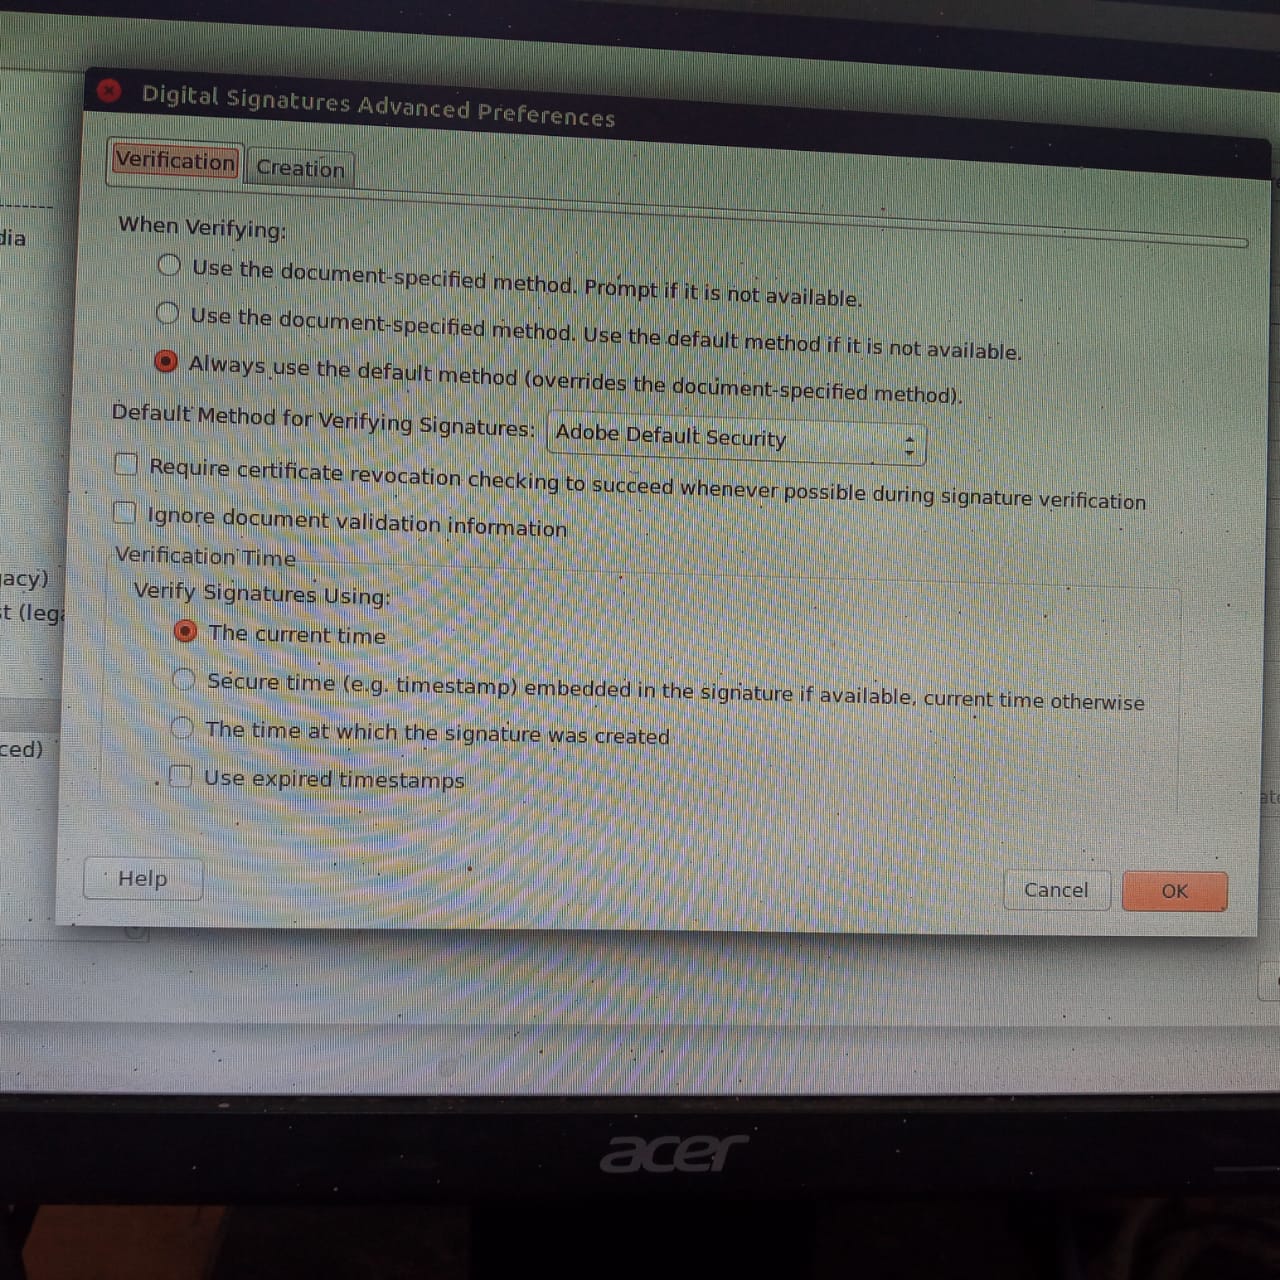 Digital Signatures Advanced Preferences
Verification Creation
When Verifying:
Use the document-specified method. Prompt if it is not available.
Use the document-specified method. Use the default method if it is not available.
Always use the default method (overrides the document-specified method).
Default Method for Verifying Signatures: Adobe Default Security
Require certificate revocation checking to succeed whenever possible during signature verification
Ignore document validation information
Verification Time
Verify Signatures Using:
The current time
Secure time (e.g. timestamp) embedded in the signature if available, current time otherwise
The time at which the signature was created
Use expired timestamps
Help Cancel OK
acer